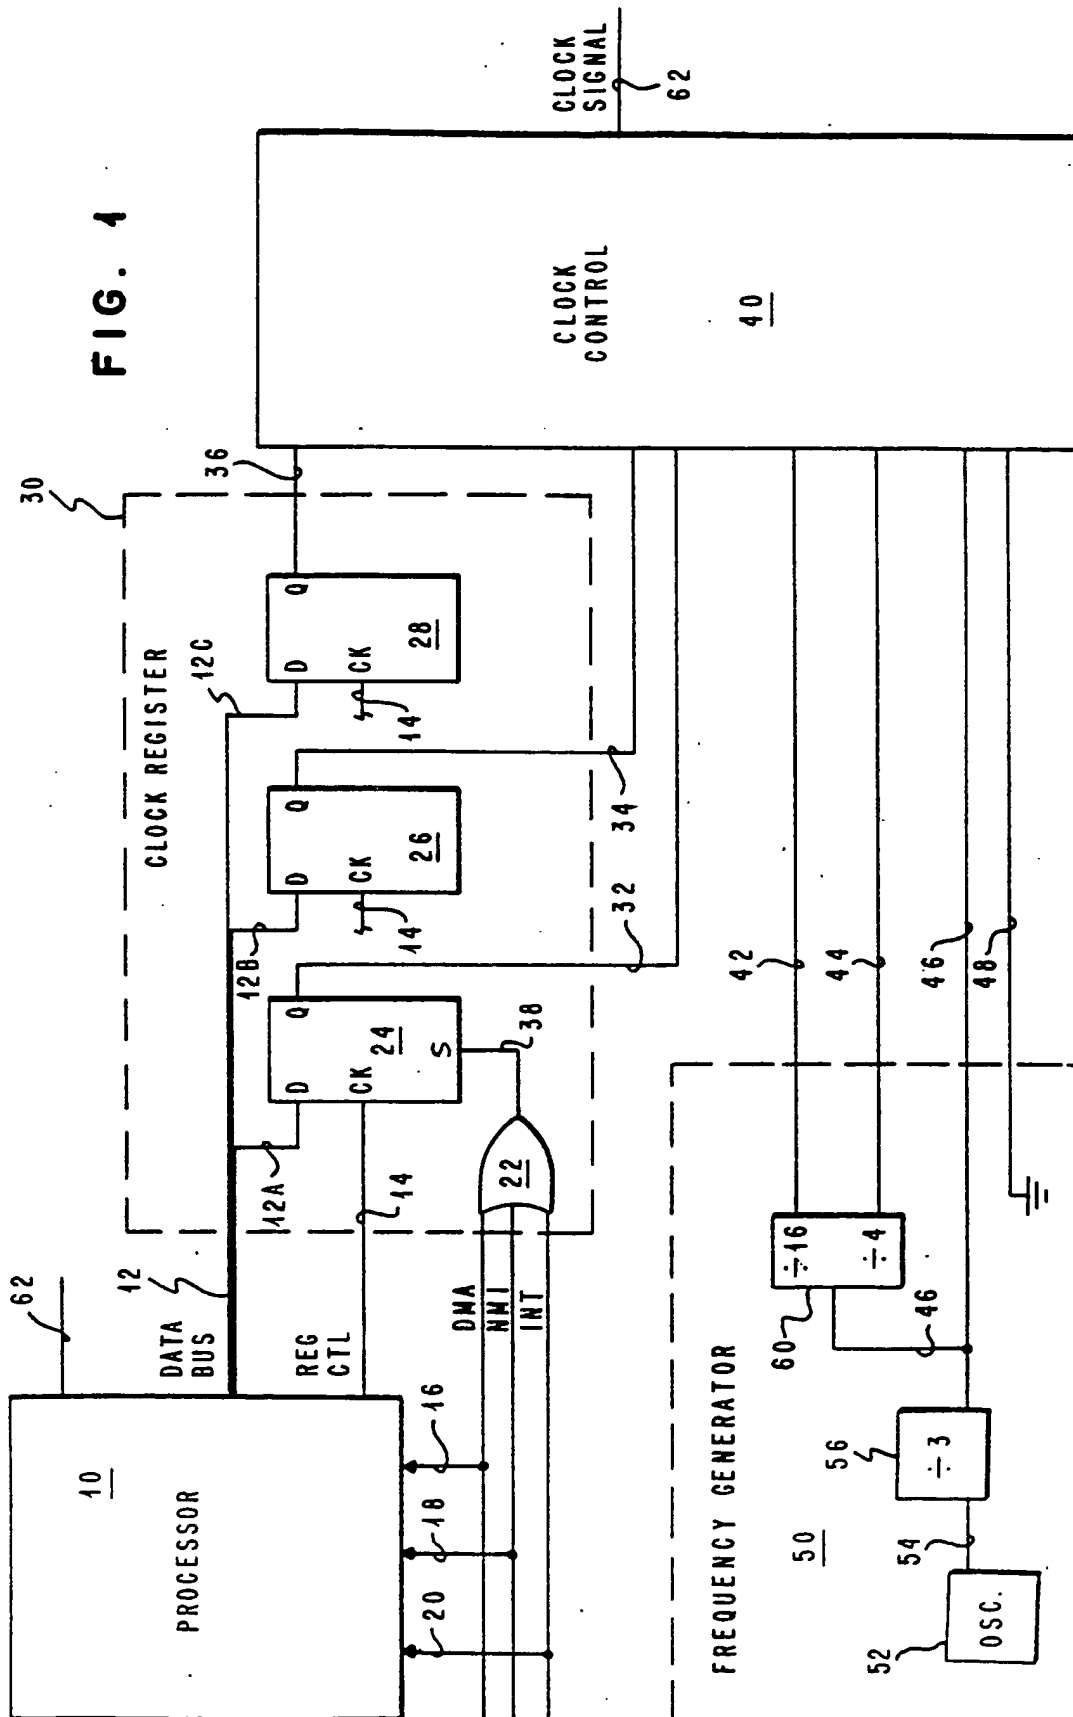 FIG. 1
62
12
DATA
BUS
10
PROCESSOR
REG
CTL
14
16
18
20
DMA
NMI
INT
22
38
30
CLOCK REGISTER
12A
12B
12C
D
Q
CK
24
S
D
Q
CK
26
14
D
Q
CK
28
14
32
34
36
CLOCK
CONTROL
40
CLOCK
SIGNAL
62
FREQUENCY GENERATOR
50
52
OSC.
54
56
÷3
46
60
÷16
÷4
42
44
46
48